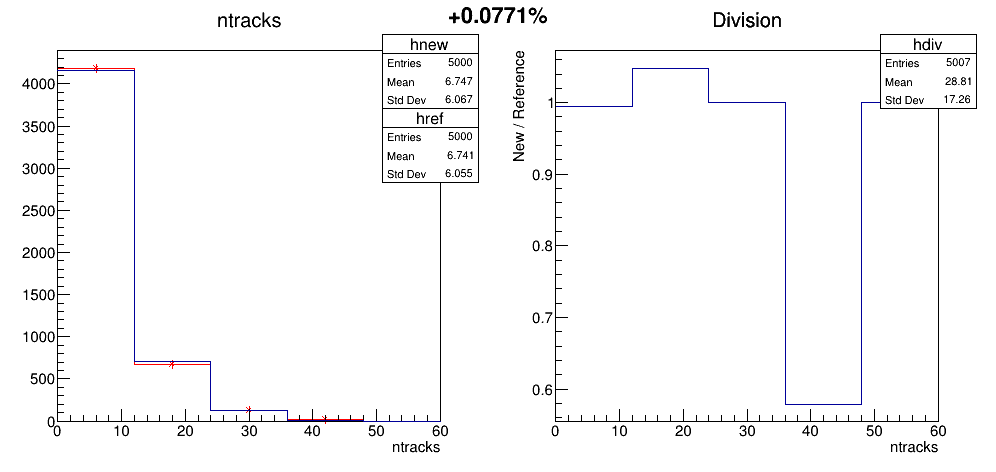 +0.0771%
ntracks
hnew
Entries 5000
Mean 6.747
Std Dev 6.067
href
Entries 5000
Mean 6.741
Std Dev 6.055
4000
3500
3000
2500
2000
1500
1000
500
0
0 10 20 30 40 50 60
ntracks
Division
hdiv
Entries 5007
Mean 28.81
Std Dev 17.26
New / Reference
1
0.9
0.8
0.7
0.6
0 10 20 30 40 50 60
ntracks